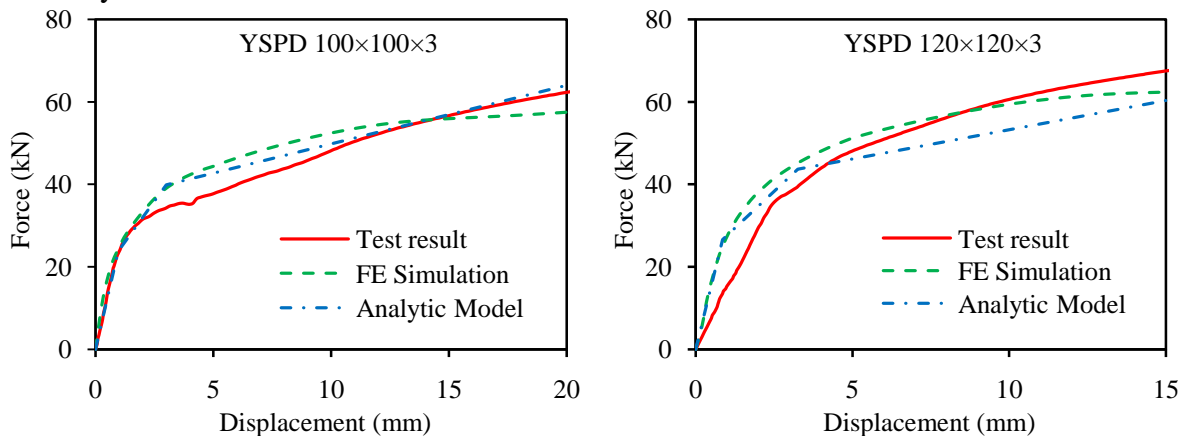 YSPD 100×100×3
80
60
40
20
0
Force (kN)
Test result
FE Simulation
Analytic Model
0 5 10 15 20
Displacement (mm)
YSPD 120×120×3
80
60
40
20
0
Force (kN)
Test result
FE Simulation
Analytic Model
0 5 10 15
Displacement (mm)